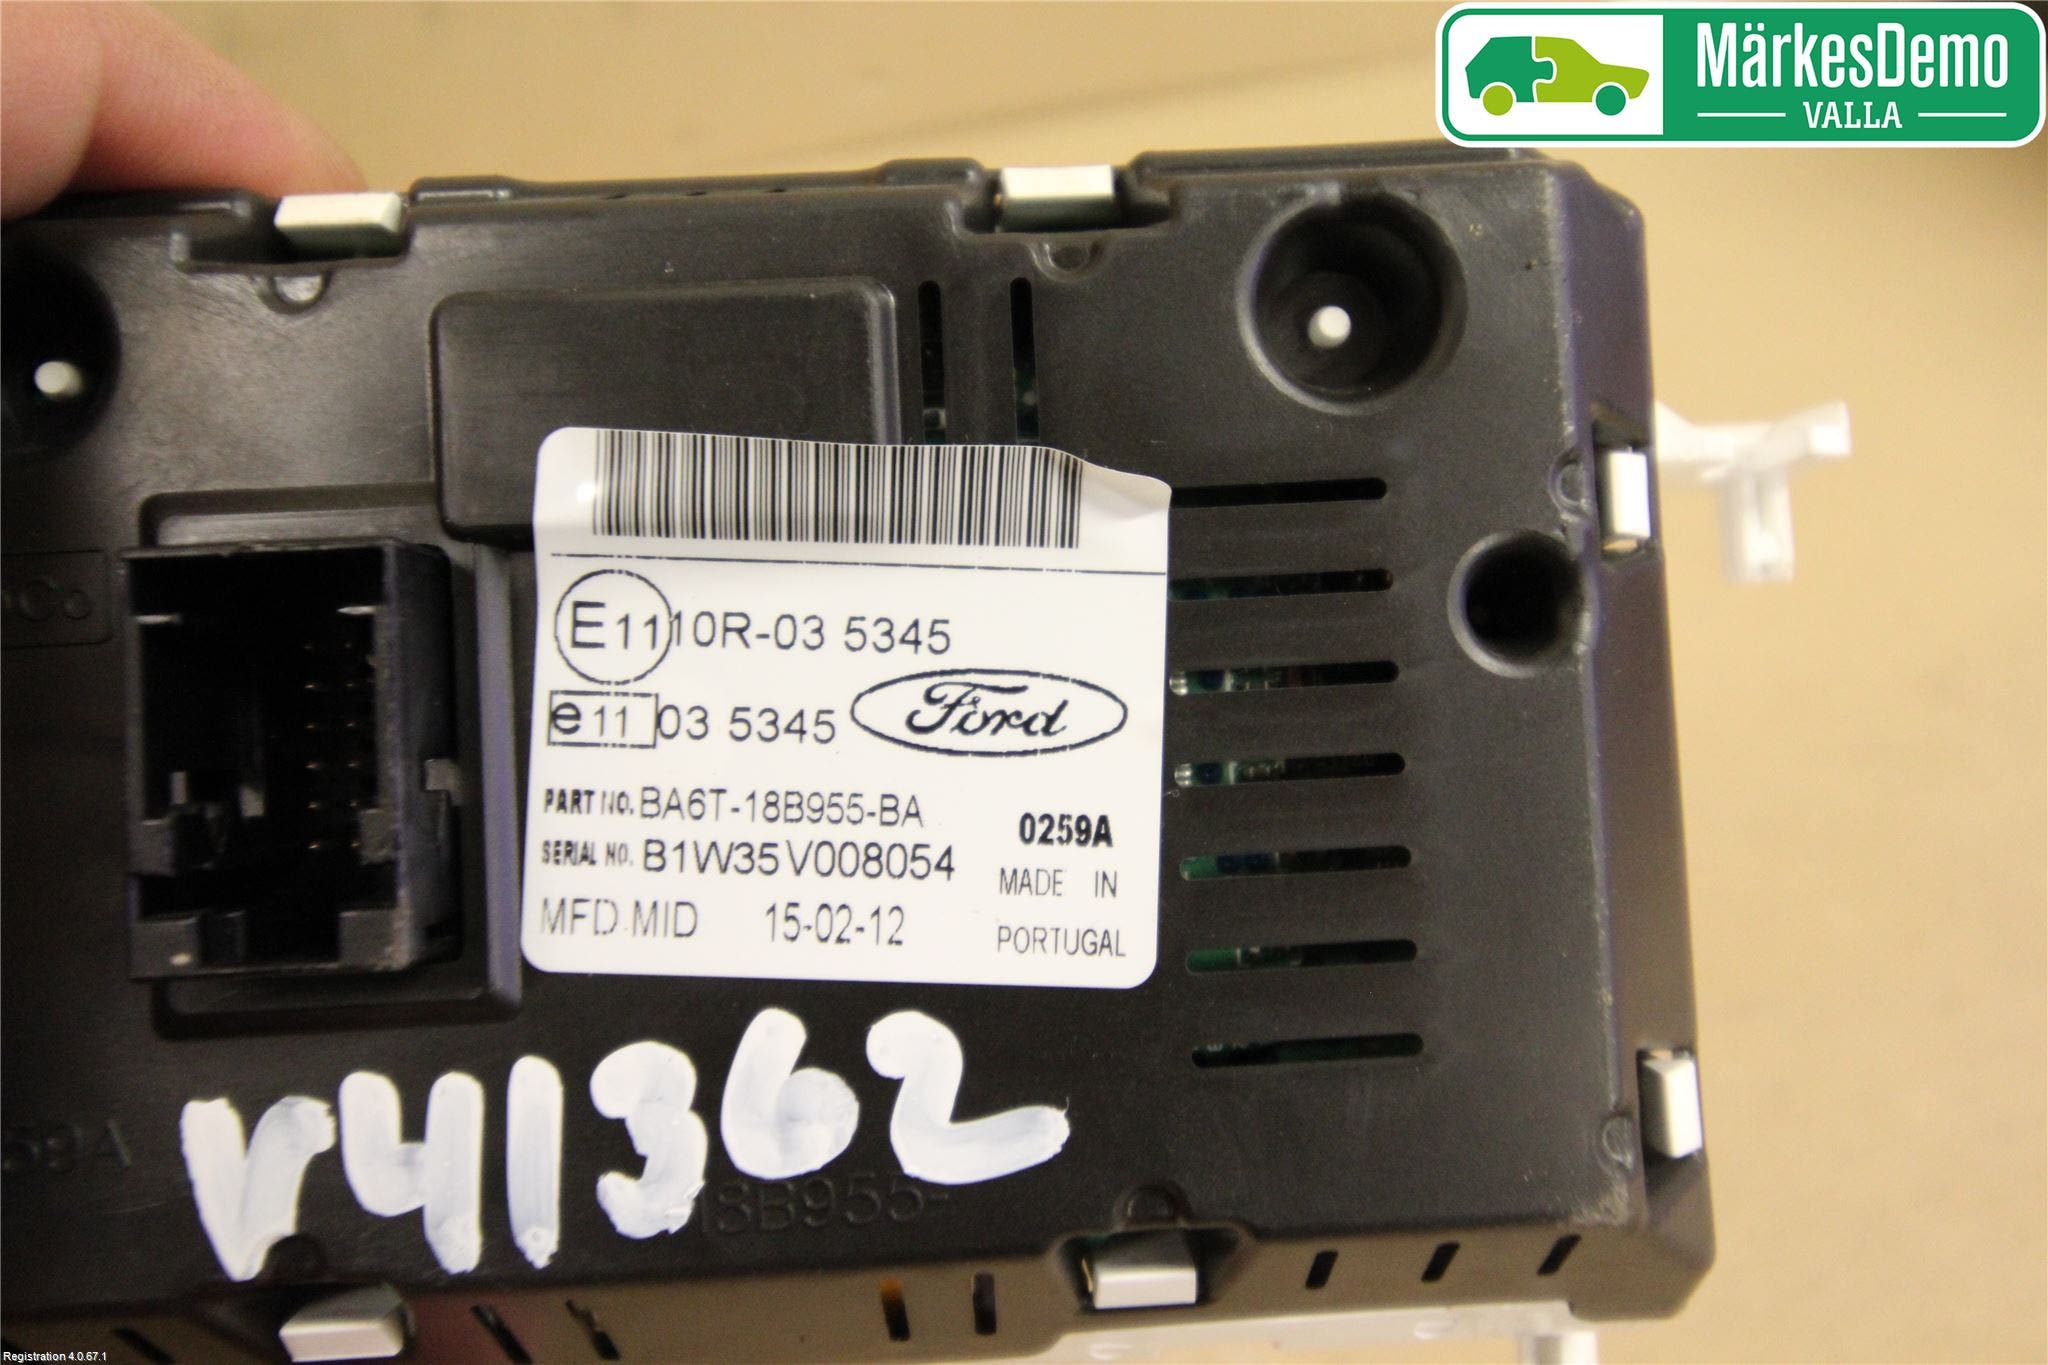 MärkesDemo
VALLA
E11 10R-03 5345
e11 03 5345 Ford
PART NO. BA6T-18B955-BA
0259A
SERIAL NO. B1W35V008054
MADE IN
MFD MID 15-02-12
PORTUGAL
V41362
18B955-
59A
Registration 4.0.67.1